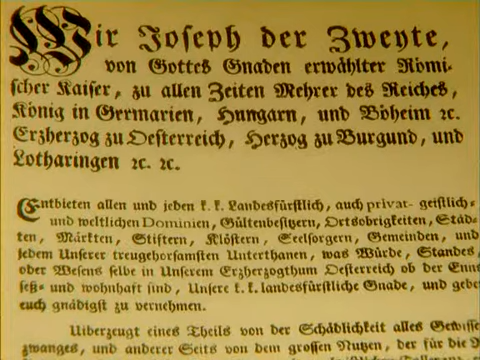 Wir Joseph der Zweyte,
von Gottes Gnaden erwählter Römi-
scher Kaiser, zu allen Zeiten Mehrer des Reiches,
König in Germarien, Hungarn, und Böheim ꝛc.
Erzherzog zu Oesterreich, Herzog zu Burgund, und
Lotharingen ꝛc. ꝛc.
Entbieten allen und jeden k. k. Landesfürstlich, auch privat- geistlich-
und weltlichen Dominien, Gültenbesitzern, Ortsobrigkeiten, Städ-
ten, Märkten, Stiftern, Klöstern, Seelsorgern, Gemeinden, und
jedem Unserer treugehorsamsten Unterthanen, was Würde, Standes,
oder Wesens selbe in Unserem Erzherzogthum Oesterreich ob der Enns
seß- und wohnhaft sind, Unsere k. k. landesfürstliche Gnade, und geben
euch gnädigst zu vernehmen.
Uiberzeugt eines Theils von der Schädlichkeit alles Gewissens-
zwanges, und anderer Seits von dem grossen Nutzen, der für die